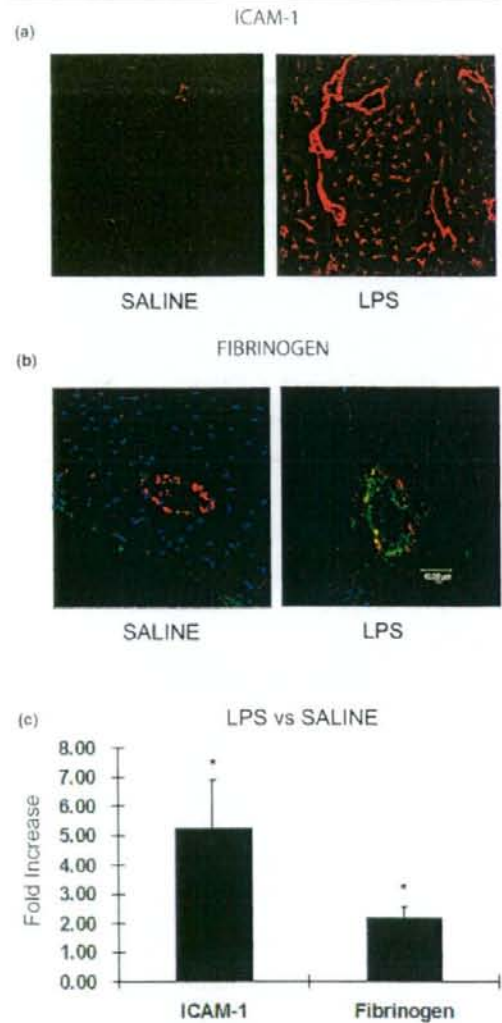 ICAM-1
(a)
SALINE LPS
FIBRINOGEN
(b)
SALINE LPS
(c) LPS vs SALINE
8.00
7.00
6.00
5.00
4.00
3.00
2.00
1.00
0.00
Fold Increase
* *
ICAM-1 Fibrinogen